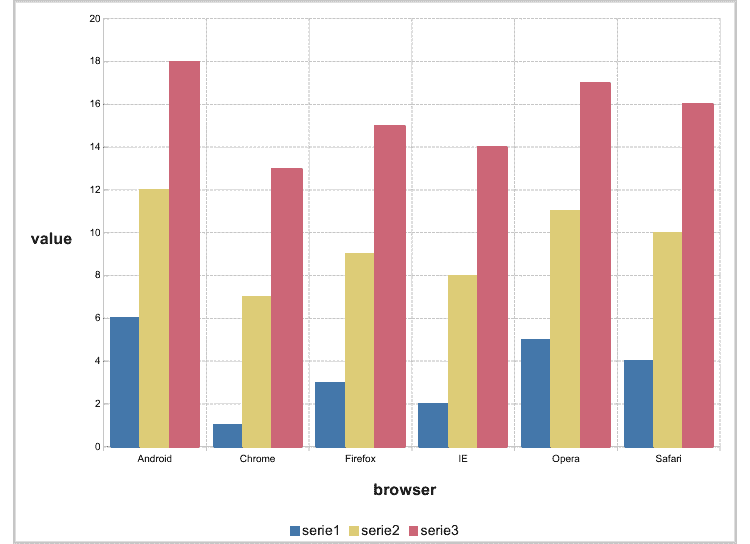 20
18
16
14
12
10
8
6
4
2
0
value
Android Chrome Firefox IE Opera Safari
browser
serie1 serie2 serie3